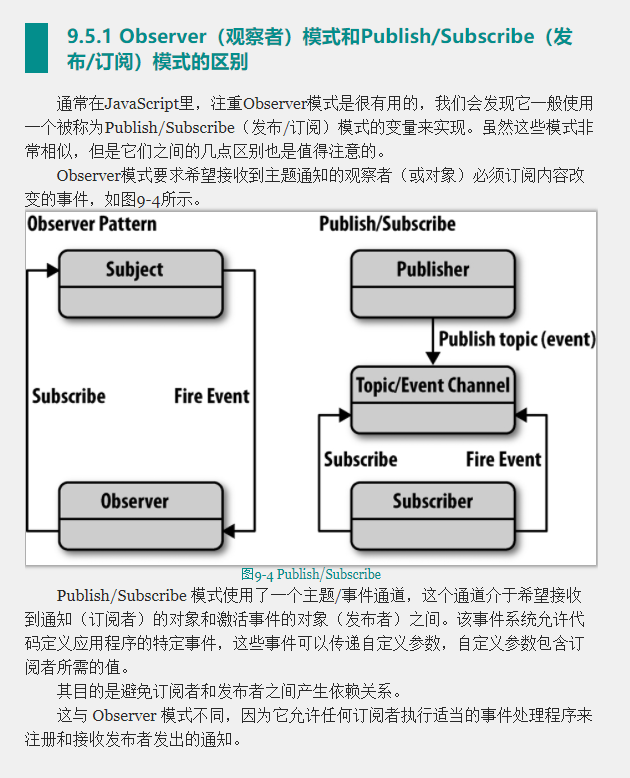 9.5.1 Observer（观察者）模式和Publish/Subscribe（发
布/订阅）模式的区别
通常在JavaScript里，注重Observer模式是很有用的，我们会发现它一般使用
一个被称为Publish/Subscribe（发布/订阅）模式的变量来实现。虽然这些模式非
常相似，但是它们之间的几点区别也是值得注意的。
Observer模式要求希望接收到主题通知的观察者（或对象）必须订阅内容改
变的事件，如图9-4所示。
Observer Pattern
Subject
Subscribe
Fire Event
Observer
Publish/Subscribe
Publisher
Publish topic (event)
Topic/Event Channel
Subscribe
Fire Event
Subscriber
图9-4 Publish/Subscribe
Publish/Subscribe 模式使用了一个主题/事件通道，这个通道介于希望接收
到通知（订阅者）的对象和激活事件的对象（发布者）之间。该事件系统允许代
码定义应用程序的特定事件，这些事件可以传递自定义参数，自定义参数包含订
阅者所需的值。
其目的是避免订阅者和发布者之间产生依赖关系。
这与 Observer 模式不同，因为它允许任何订阅者执行适当的事件处理程序来
注册和接收发布者发出的通知。